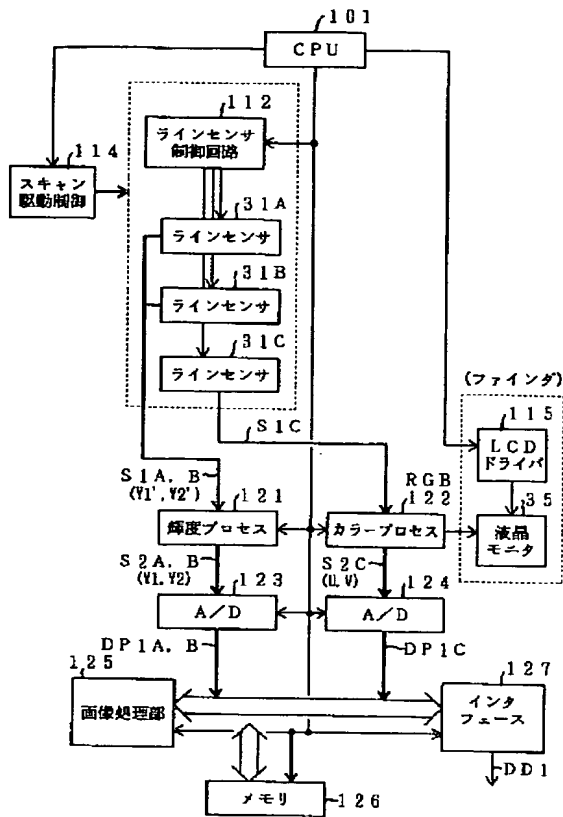 101
CPU
112
ラインセンサ
制御回路
114
スキャン
駆動制御
31A
ラインセンサ
31B
ラインセンサ
31C
ラインセンサ
(ファインダ)
115
LCD
ドライバ
S1C
RGB
35
液晶
モニタ
S1A, B
(Y1', Y2')
121
輝度プロセス
122
カラープロセス
S2A, B
(Y1, Y2)
123
A/D
S2C
(U, V)
124
A/D
DP1A, B
DP1C
125
画像処理部
127
インタ
フェース
DD1
メモリ
126